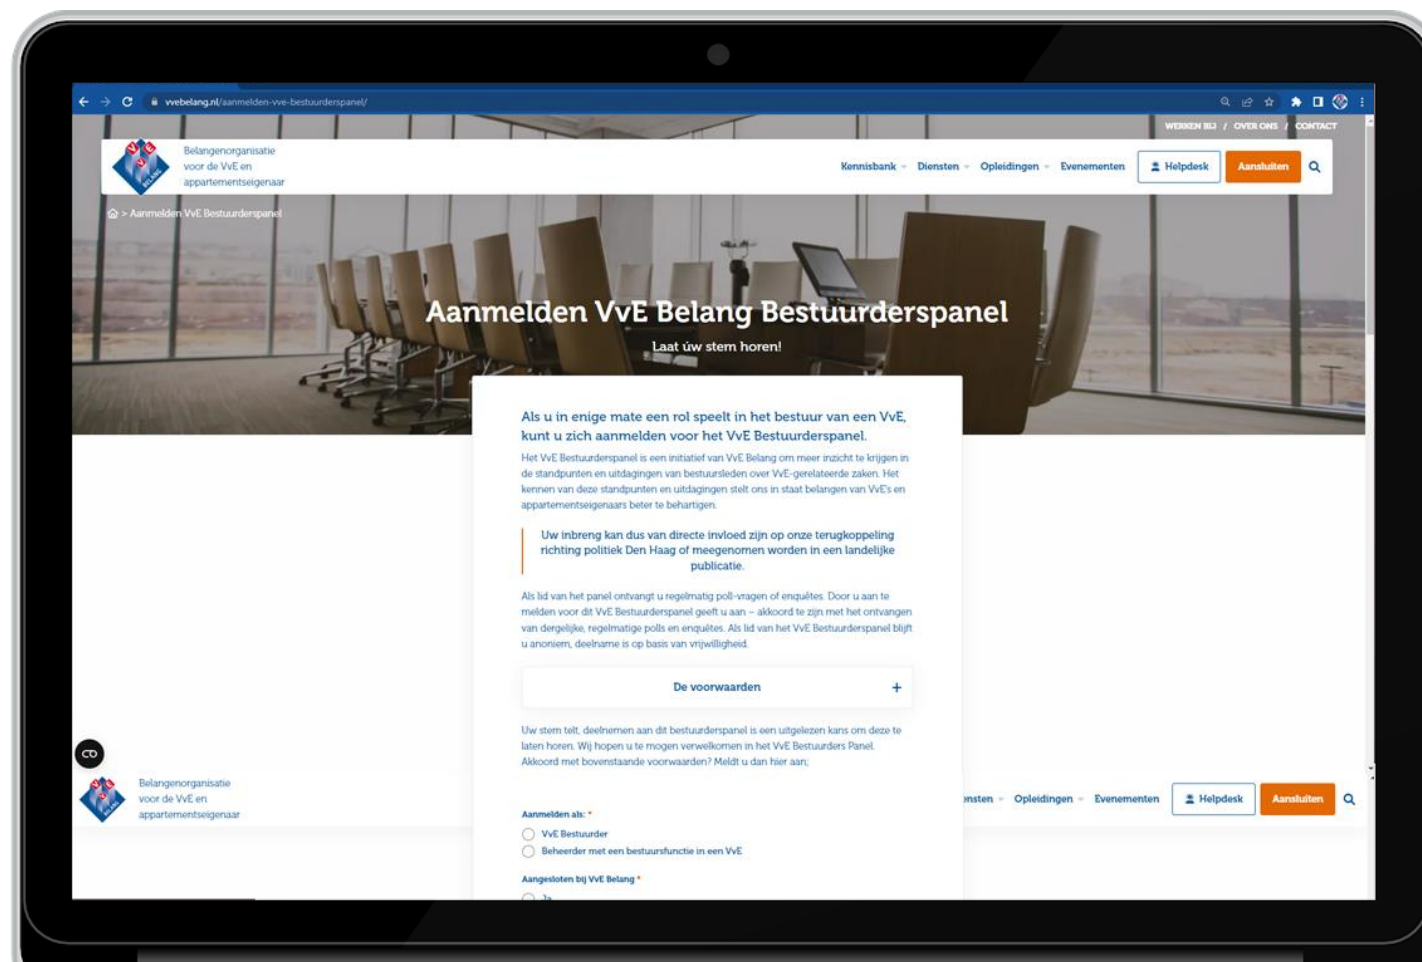 vvebelang.nl/aanmelden-vve-bestuurderspanel/
WERKEN BIJ / OVER ONS / CONTACT
VVE
BELANG
Belangenorganisatie
voor de VvE en
appartementseigenaar
Kennisbank Diensten Opleidingen Evenementen Helpdesk Aansluiten
> Aanmelden VvE Bestuurderspanel
Aanmelden VvE Belang Bestuurderspanel
Laat úw stem horen!
Als u in enige mate een rol speelt in het bestuur van een VvE,
kunt u zich aanmelden voor het VvE Bestuurderspanel.
Het VvE Bestuurderspanel is een initiatief van VvE Belang om meer inzicht te krijgen in
de standpunten en uitdagingen van bestuursleden over VvE-gerelateerde zaken. Het
kennen van deze standpunten en uitdagingen stelt ons in staat belangen van VvE's en
appartementseigenaars beter te behartigen.
Uw inbreng kan dus van directe invloed zijn op onze terugkoppeling
richting politiek Den Haag of meegenomen worden in een landelijke
publicatie.
Als lid van het panel ontvangt u regelmatig poll-vragen of enquêtes. Door u aan te
melden voor dit VvE Bestuurderspanel geeft u aan – akkoord te zijn met het ontvangen
van dergelijke, regelmatige polls en enquêtes. Als lid van het VvE Bestuurderspanel blijft
u anoniem, deelname is op basis van vrijwilligheid.
De voorwaarden +
Uw stem telt, deelnemen aan dit bestuurderspanel is een uitgelezen kans om deze te
laten horen. Wij hopen u te mogen verwelkomen in het VvE Bestuurders Panel.
Akkoord met bovenstaande voorwaarden? Meldt u dan hier aan;
Belangenorganisatie
voor de VvE en
appartementseigenaar
ensten Opleidingen Evenementen Helpdesk Aansluiten
Aanmelden als: *
VvE Bestuurder
Beheerder met een bestuursfunctie in een VvE
Aangesloten bij VvE Belang *
Ja